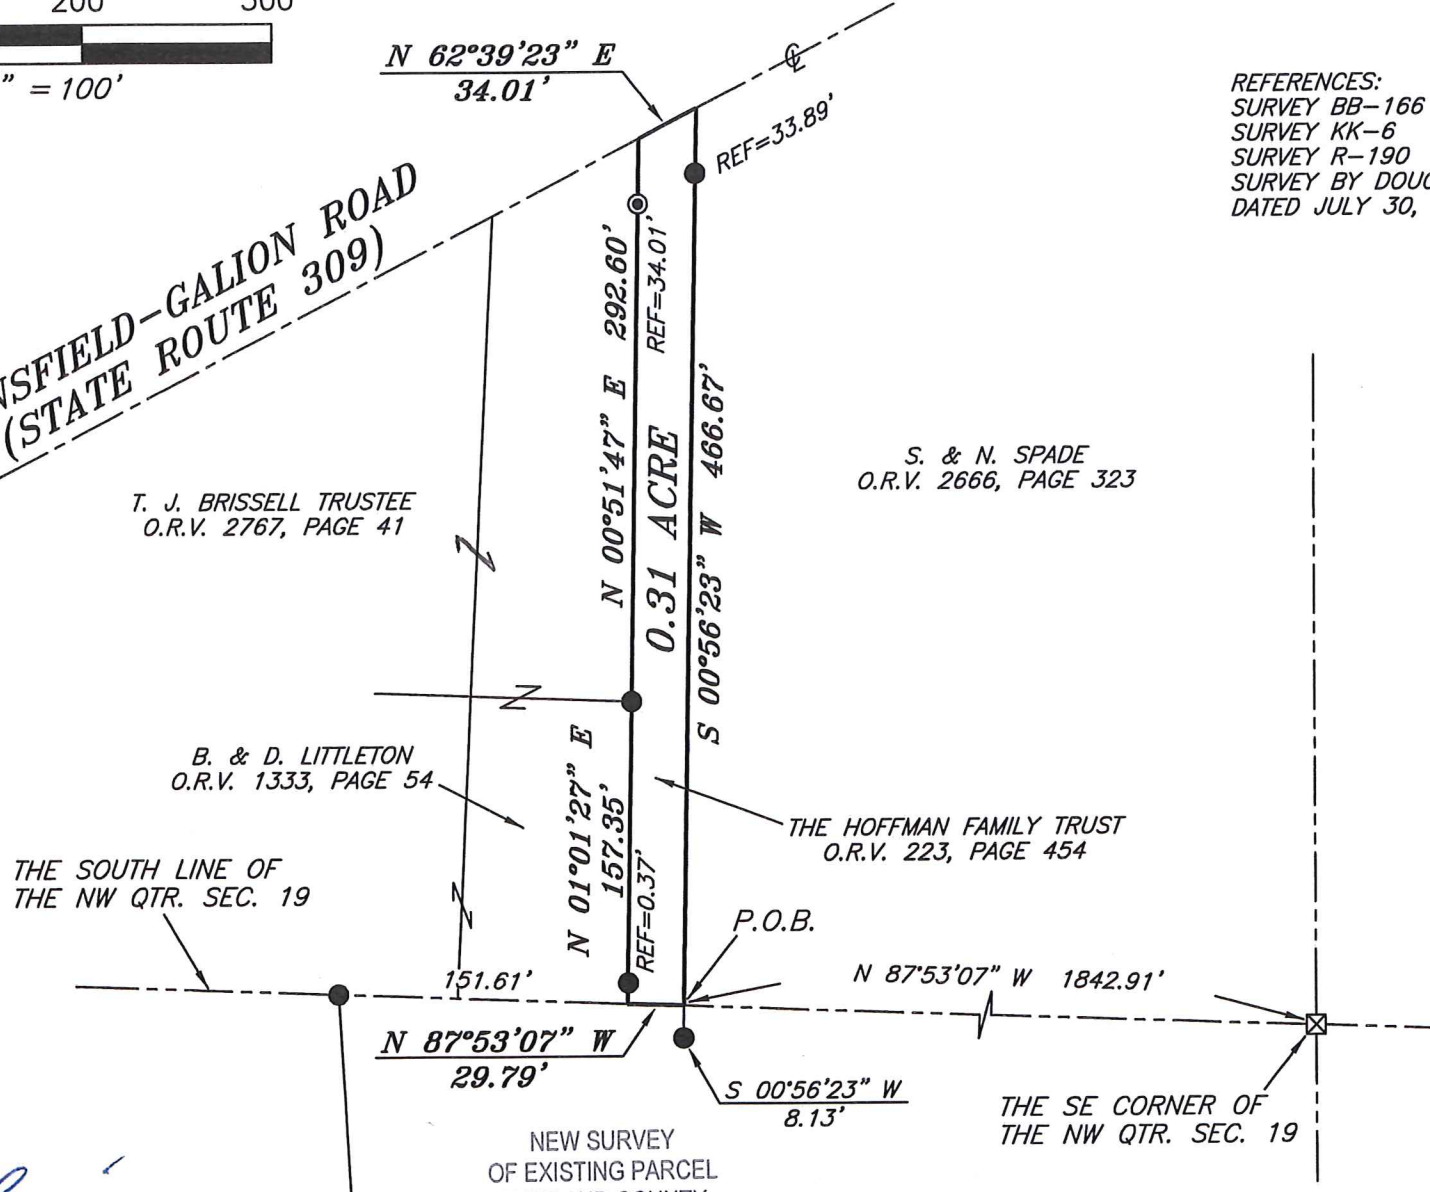 200 300
" = 100'
N 62°39'23" E
34.01'
℄
REF=33.89'
REFERENCES:
SURVEY BB-166
SURVEY KK-6
SURVEY R-190
SURVEY BY
DATED JULY 30,
(STATE ROUTE 309)
292.60'
N 00°51'47" E
REF=34.01'
0.31 ACRE
S 00°56'23" W 466.67'
T. J. BRISSELL TRUSTEE
O.R.V. 2767, PAGE 41
S. & N. SPADE
O.R.V. 2666, PAGE 323
B. & D. LITTLETON
O.R.V. 1333, PAGE 54
N 01°01'27" E
157.35'
REF=0.37'
THE HOFFMAN FAMILY TRUST
O.R.V. 223, PAGE 454
THE SOUTH LINE OF
THE NW QTR. SEC. 19
P.O.B.
151.61'
N 87°53'07" W 1842.91'
N 87°53'07" W
29.79'
S 00°56'23" W
8.13'
THE SE CORNER OF
THE NW QTR. SEC. 19
NEW SURVEY
OF EXISTING PARCEL